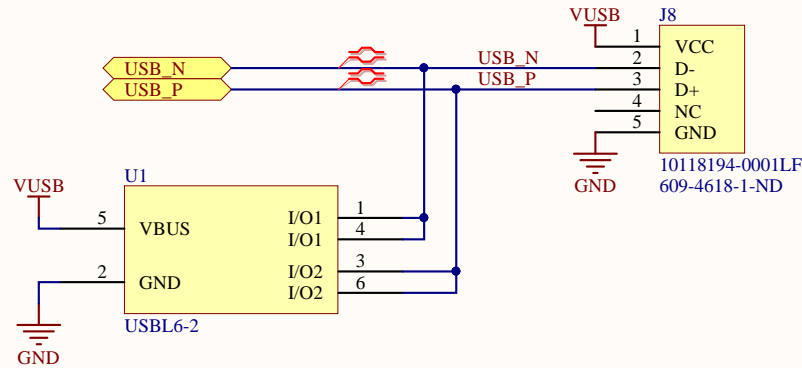 VUSB
J8
1
VCC
USB_N
USB_N
2
D-
USB_P
USB_P
3
D+
4
NC
5
GND
GND
10118194-0001LF
609-4618-1-ND
U1
VUSB
5
VBUS
I/O1
1
I/O1
4
2
GND
I/O2
3
I/O2
6
USBL6-2
GND